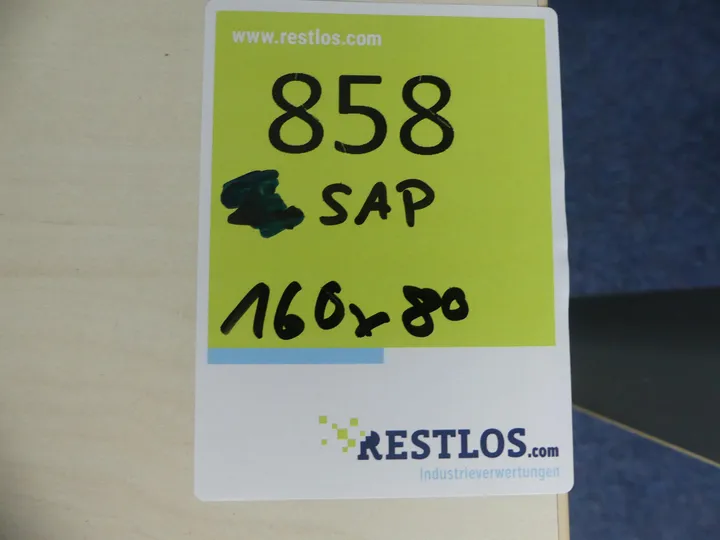 www.restlos.com
858
SAP
160x80
RESTLOS.com
Industrieverwertungen